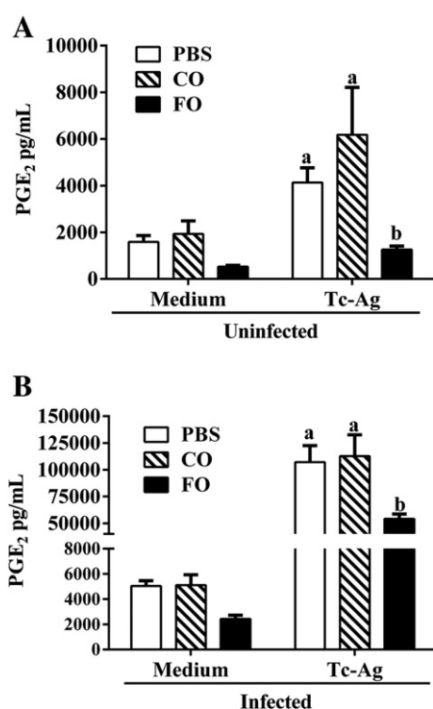 A
PGE₂ pg/mL
10000
8000
6000
4000
2000
0
PBS
CO
FO
a
a
b
Medium
Tc-Ag
Uninfected
B
PGE₂ pg/mL
150000
125000
100000
75000
50000
8000
6000
4000
2000
0
PBS
CO
FO
a
a
b
Medium
Tc-Ag
Infected